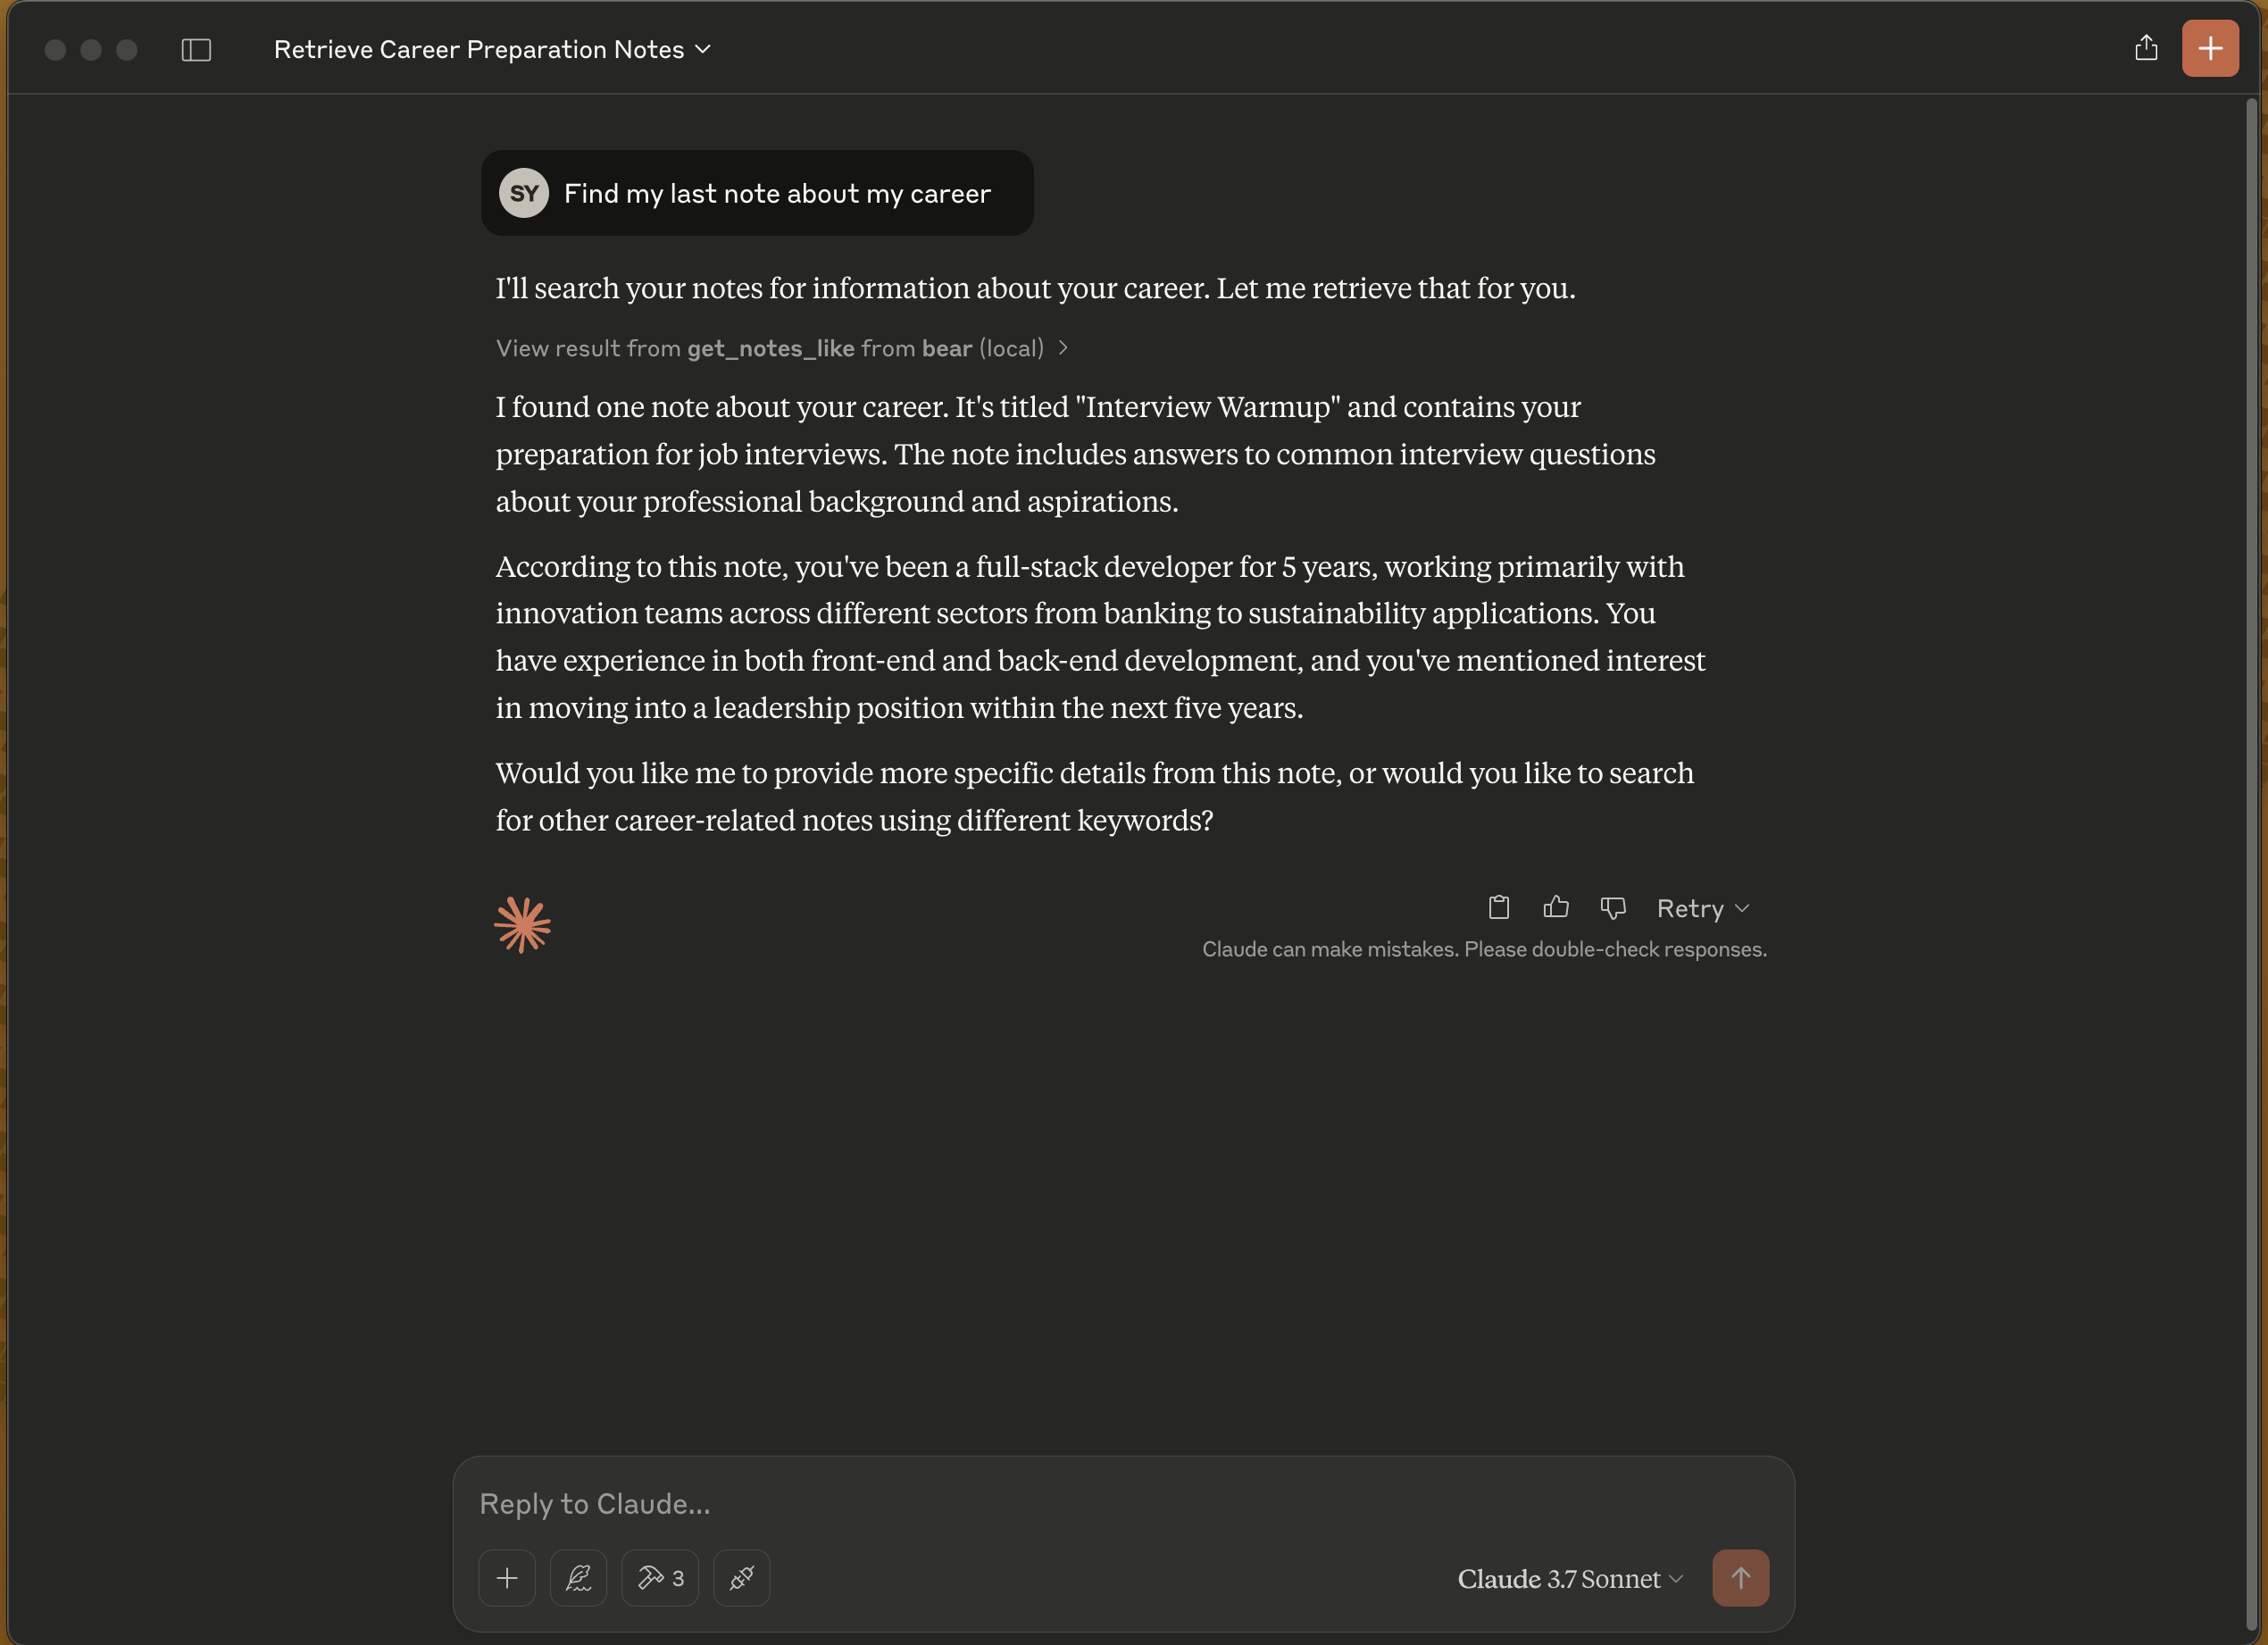 Retrieve Career Preparation Notes
SY Find my last note about my career
I'll search your notes for information about your career. Let me retrieve that for you.
View result from get_notes_like from bear (local)
I found one note about your career. It's titled "Interview Warmup" and contains your
preparation for job interviews. The note includes answers to common interview questions
about your professional background and aspirations.
According to this note, you've been a full-stack developer for 5 years, working primarily with
innovation teams across different sectors from banking to sustainability applications. You
have experience in both front-end and back-end development, and you've mentioned interest
in moving into a leadership position within the next five years.
Would you like me to provide more specific details from this note, or would you like to search
for other career-related notes using different keywords?
Retry
Claude can make mistakes. Please double-check responses.
Reply to Claude...
3
Claude 3.7 Sonnet